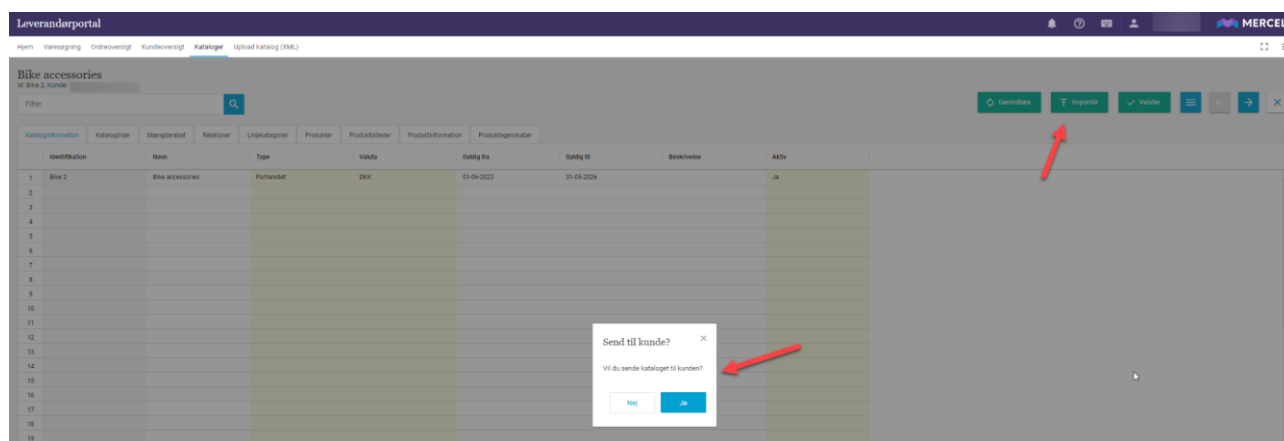 Leverandørportal MERCEL
Hjem Varesøgning Ordreoversigt Kundeoversigt Kataloger Upload katalog (XML)
Bike accessories
Id: Bike 2, Kunde:
Filter Genindlæs Importér Valider
Kataloginformation Kataloglinjer Mængderabat Relationer Linjekategorier Produkter Produktbilleder Produktinformation Produktegenskaber
Identifikation Navn Type Valuta Gyldig fra Gyldig til Beskrivelse Aktiv
1 Bike 2 Bike accessories Forhandlet DKK 01-06-2023 31-05-2026 Ja
2
3
4
5
6
7
8
9
10
11
12
13
14
15
16
17
18
19
Send til kunde?
Vil du sende kataloget til kunden?
Nej Ja